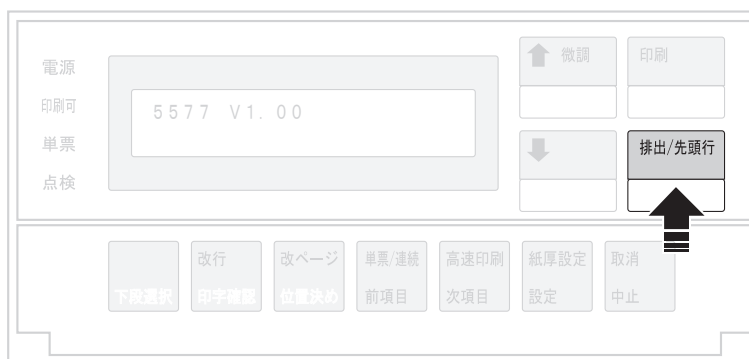 電源
印刷可
単票
点検
5577 V1.00
微調
印刷
排出/先頭行
下段選択
改行
印字確認
改ページ
位置決め
単票/連続
前項目
高速印刷
次項目
紙厚設定
設定
取消
中止